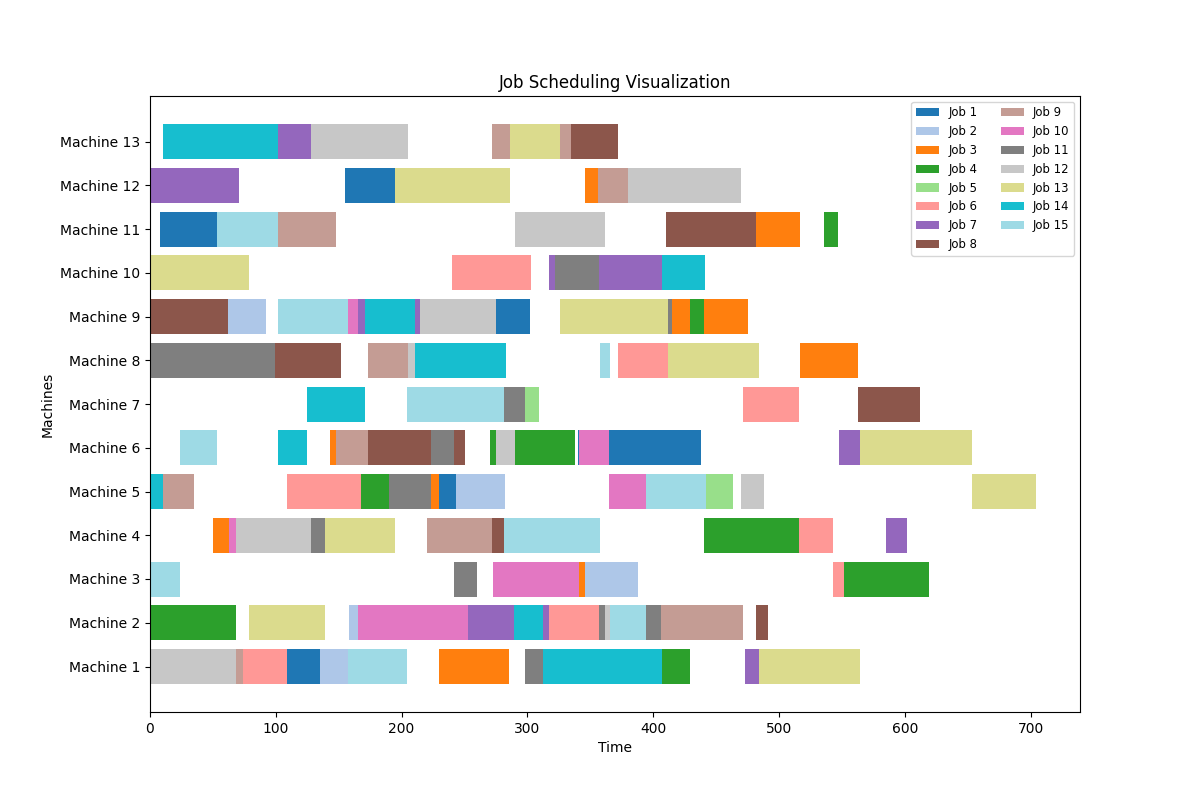 Job Scheduling Visualization
Machines
Machine 13
Machine 12
Machine 11
Machine 10
Machine 9
Machine 8
Machine 7
Machine 6
Machine 5
Machine 4
Machine 3
Machine 2
Machine 1
0 100 200 300 400 500 600 700
Time
Job 1
Job 2
Job 3
Job 4
Job 5
Job 6
Job 7
Job 8
Job 9
Job 10
Job 11
Job 12
Job 13
Job 14
Job 15